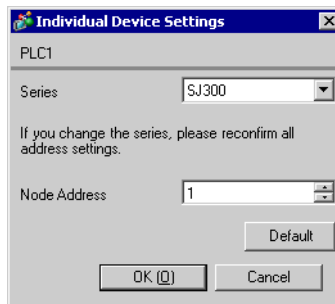 Individual Device Settings
PLC1
Series
SJ300
If you change the series, please reconfirm all
address settings.
Node Address
1
Default
OK (O)
Cancel